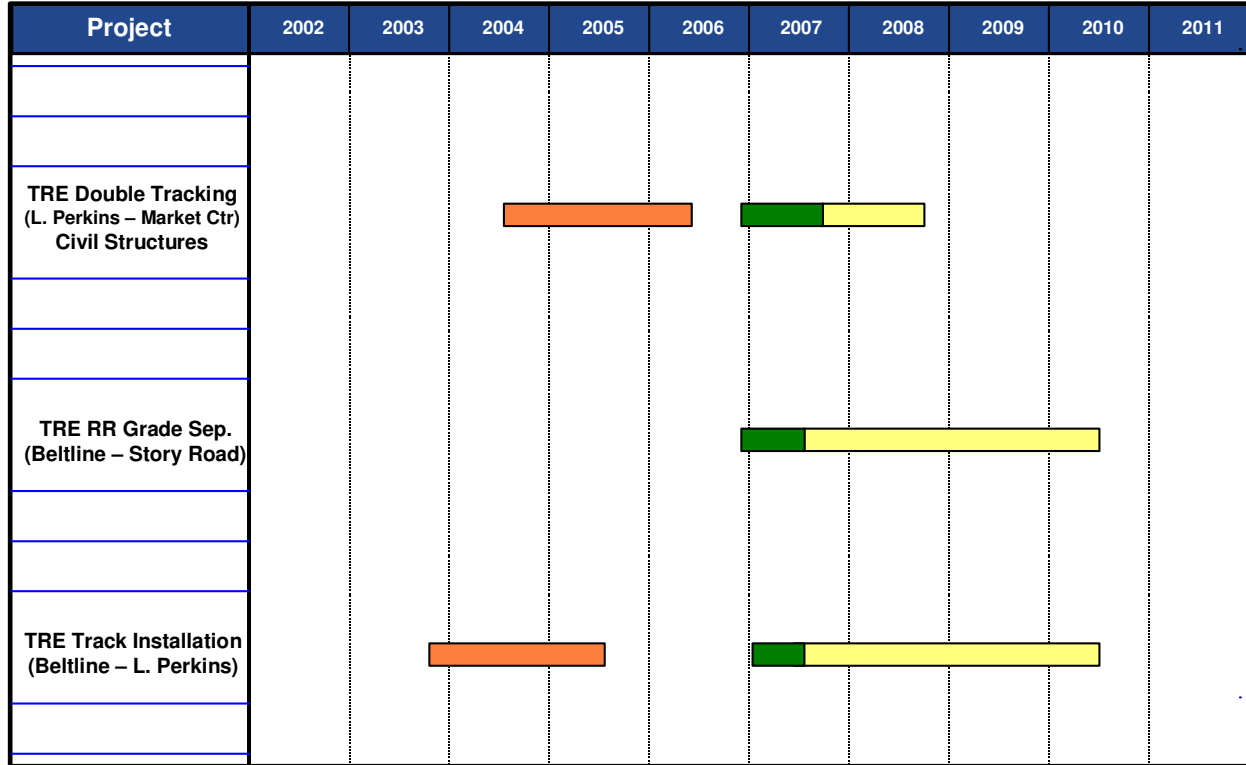 Project 2002 2003 2004 2005 2006 2007 2008 2009 2010 2011
TRE Double Tracking
(L. Perkins – Market Ctr)
Civil Structures
TRE RR Grade Sep.
(Beltline – Story Road)
TRE Track Installation
(Beltline – L. Perkins)